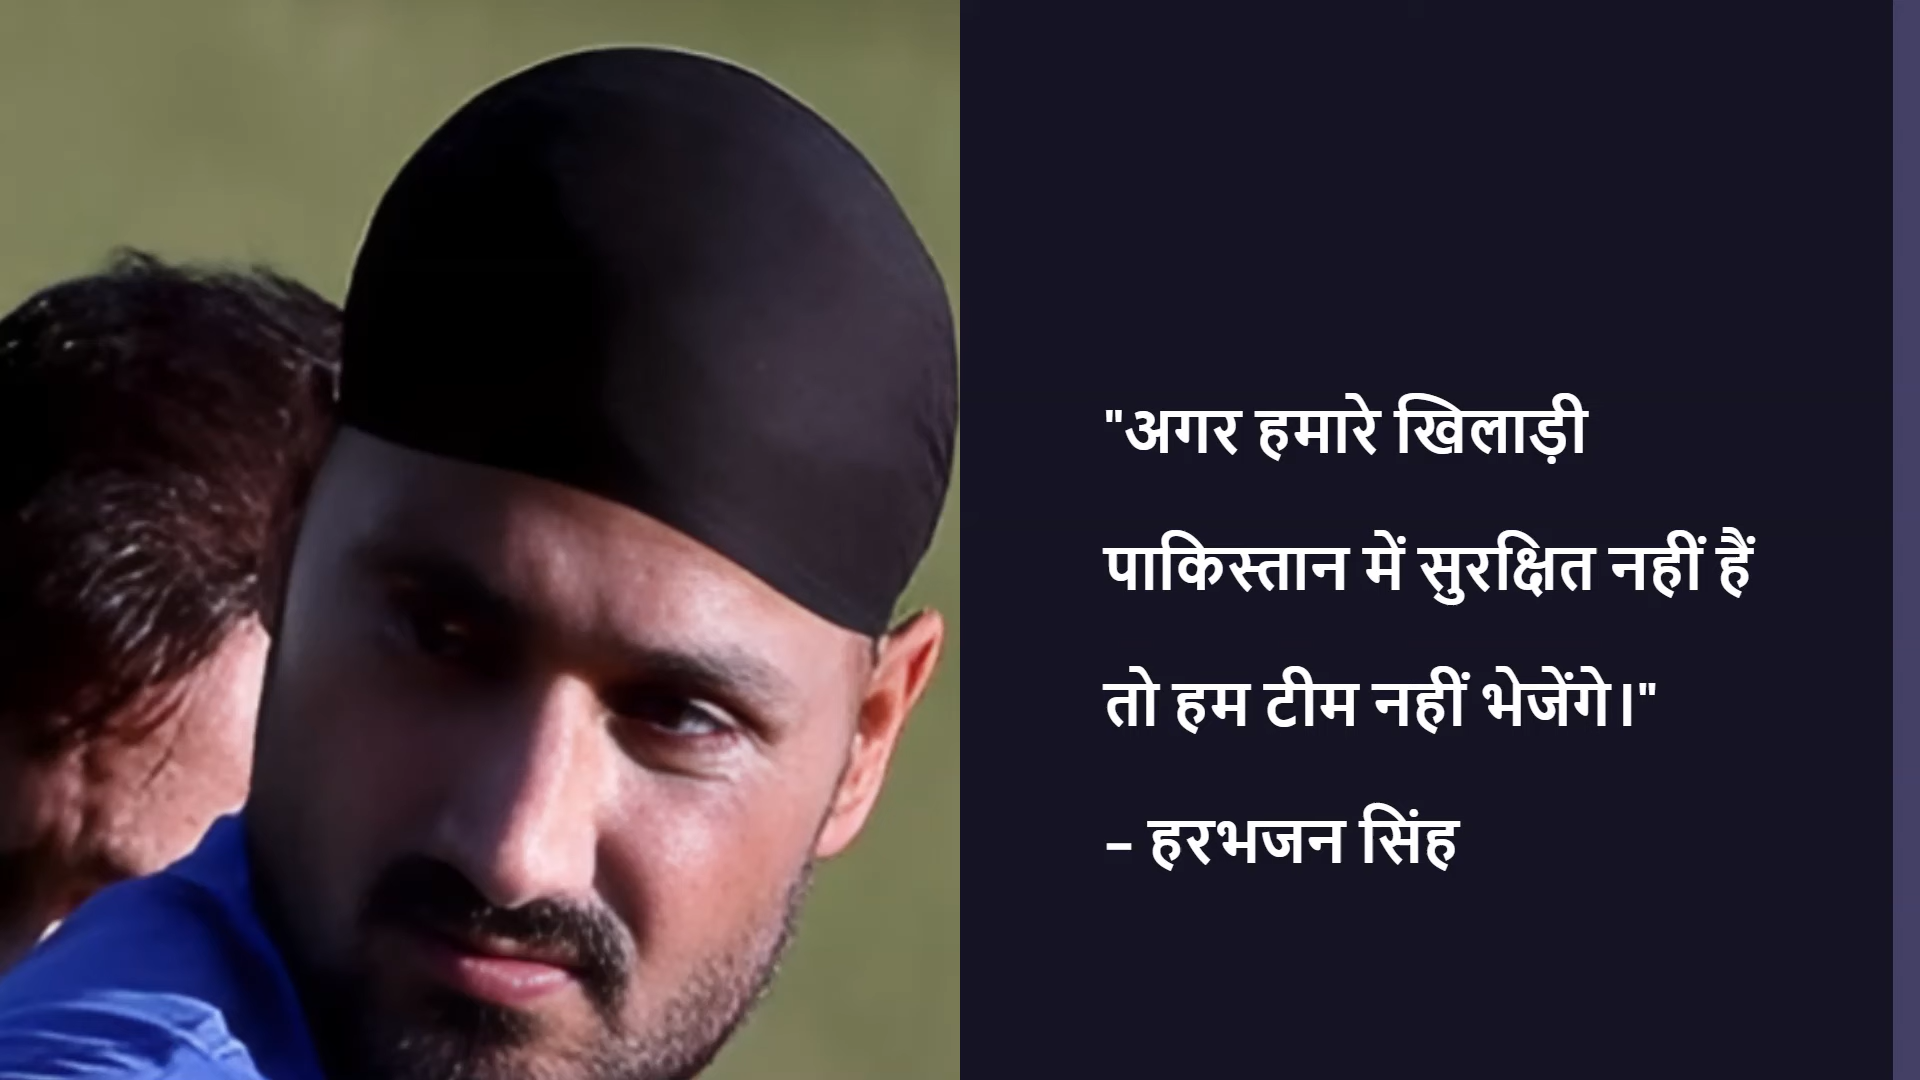 "अगर हमारे खिलाड़ी
पाकिस्तान में सुरक्षित नहीं हैं
तो हम टीम नहीं भेजेंगे।"
– हरभजन सिंह